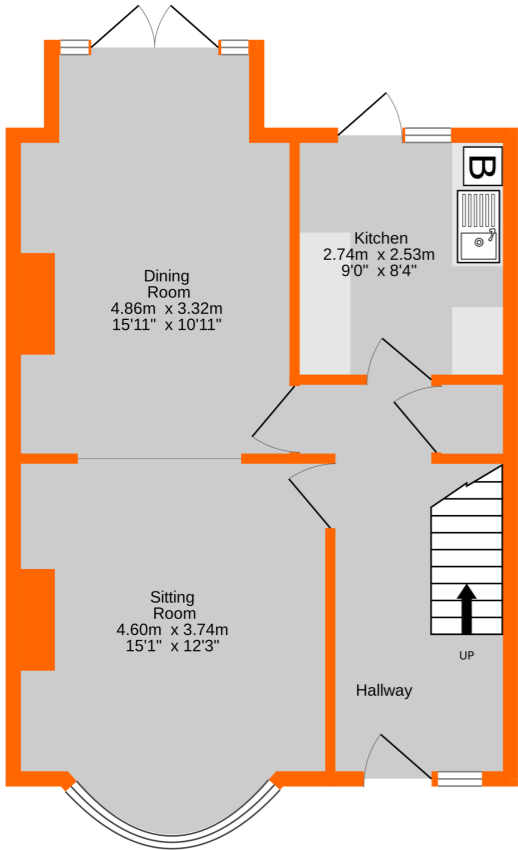 B
Kitchen
2.74m x 2.53m
9'0" x 8'4"
Dining
Room
4.86m x 3.32m
15'11" x 10'11"
Sitting
Room
4.60m x 3.74m
15'1" x 12'3"
UP
Hallway